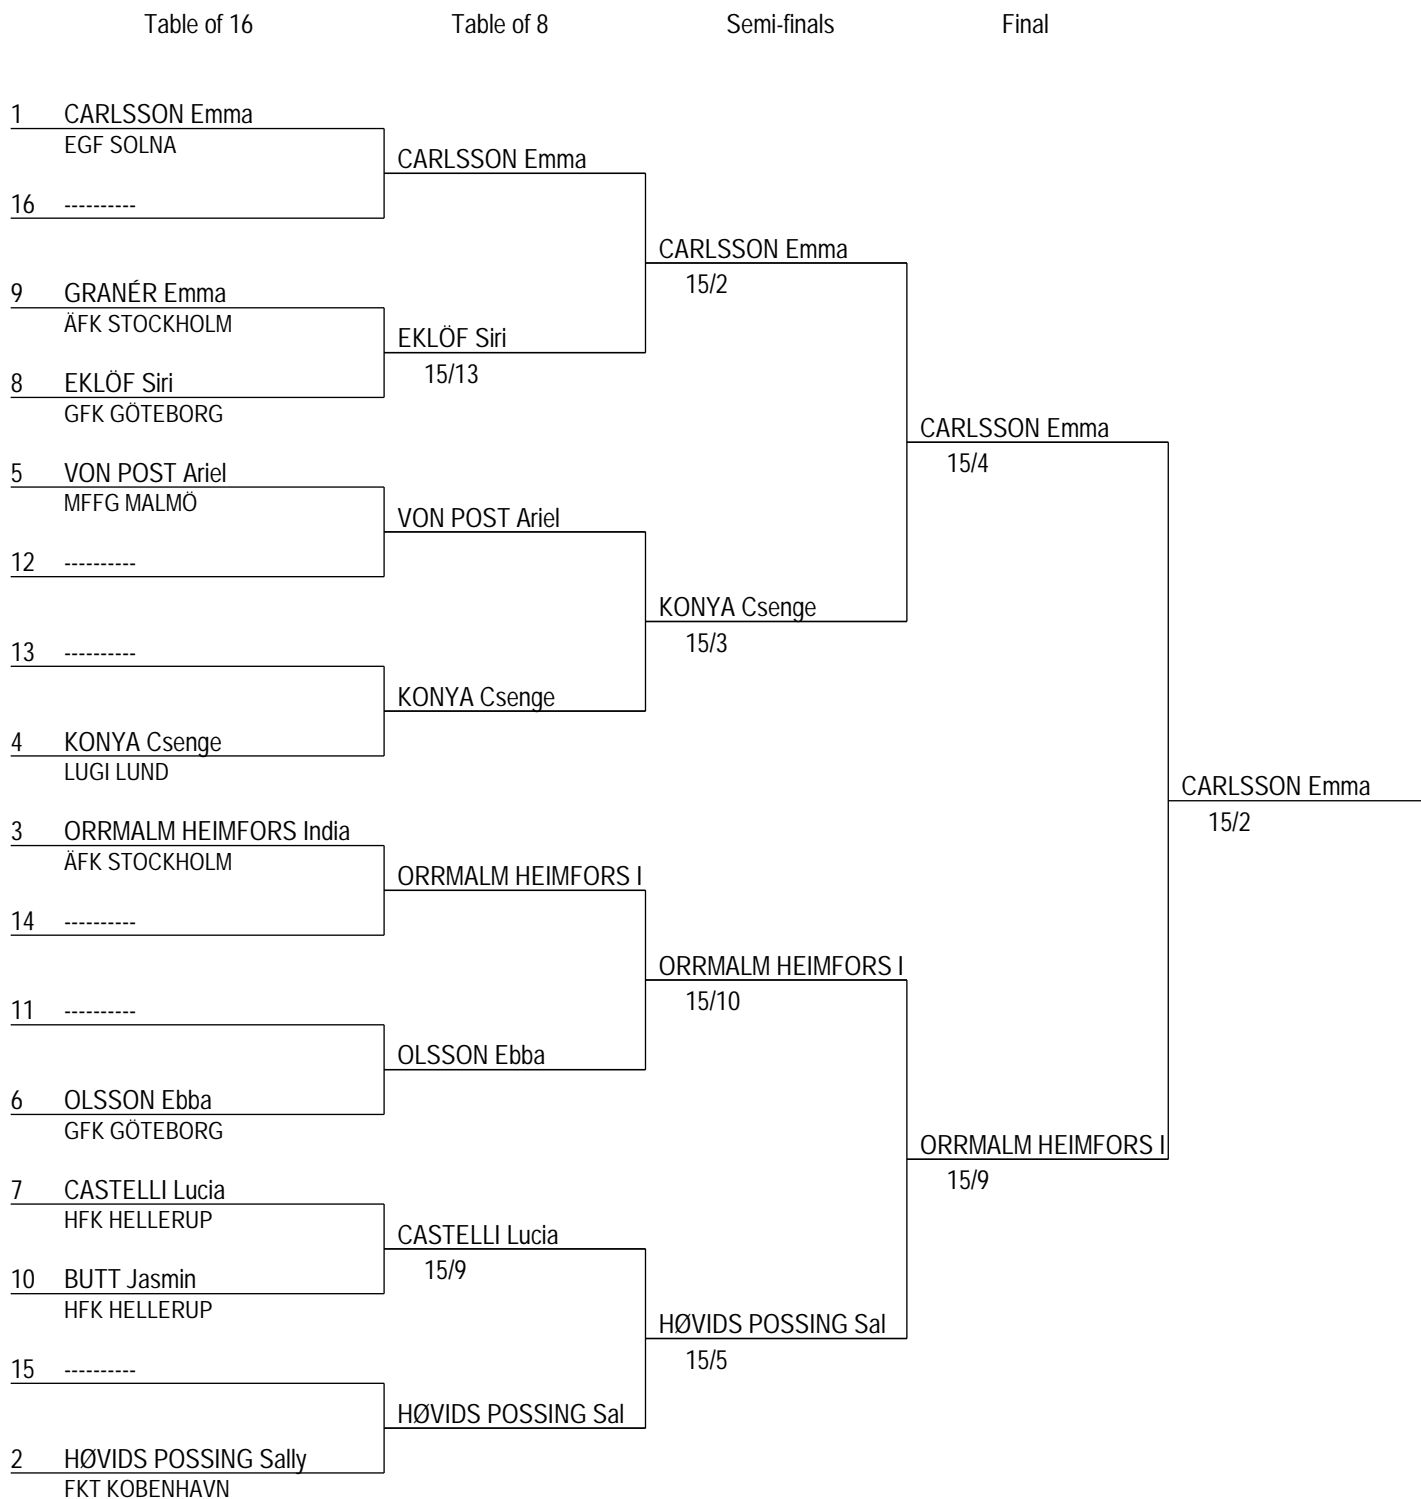 Table of 16 Table of 8 Semi-finals Final
1 CARLSSON Emma
EGF SOLNA
CARLSSON Emma
16 ----------
CARLSSON Emma
15/2
9 GRANÉR Emma
ÄFK STOCKHOLM
EKLÖF Siri
15/13
8 EKLÖF Siri
GFK GÖTEBORG
CARLSSON Emma
15/4
5 VON POST Ariel
MFFG MALMÖ
VON POST Ariel
12 ----------
KONYA Csenge
15/3
13 ----------
KONYA Csenge
4 KONYA Csenge
LUGI LUND
CARLSSON Emma
15/2
3 ORRMALM HEIMFORS India
ÄFK STOCKHOLM
ORRMALM HEIMFORS I
14 ----------
ORRMALM HEIMFORS I
15/10
11 ----------
OLSSON Ebba
6 OLSSON Ebba
GFK GÖTEBORG
ORRMALM HEIMFORS I
15/9
7 CASTELLI Lucia
HFK HELLERUP
CASTELLI Lucia
15/9
10 BUTT Jasmin
HFK HELLERUP
HØVIDS POSSING Sal
15/5
15 ----------
HØVIDS POSSING Sal
2 HØVIDS POSSING Sally
FKT KOBENHAVN